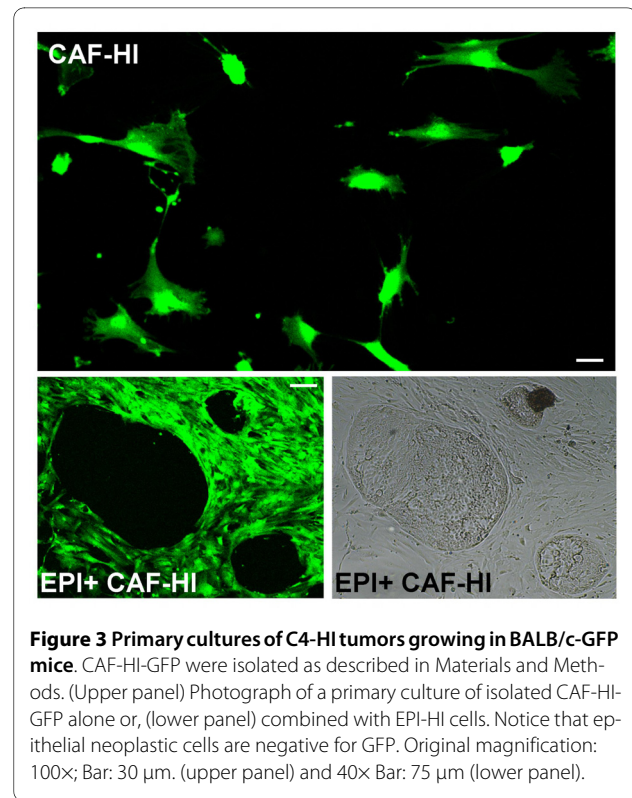 CAF-HI
EPI+ CAF-HI
EPI+ CAF-HI
Figure 3 Primary cultures of C4-HI tumors growing in BALB/c-GFP
mice. CAF-HI-GFP were isolated as described in Materials and Meth-
ods. (Upper panel) Photograph of a primary culture of isolated CAF-HI-
GFP alone or, (lower panel) combined with EPI-HI cells. Notice that ep-
ithelial neoplastic cells are negative for GFP. Original magnification:
100×; Bar: 30 μm. (upper panel) and 40× Bar: 75 μm (lower panel).